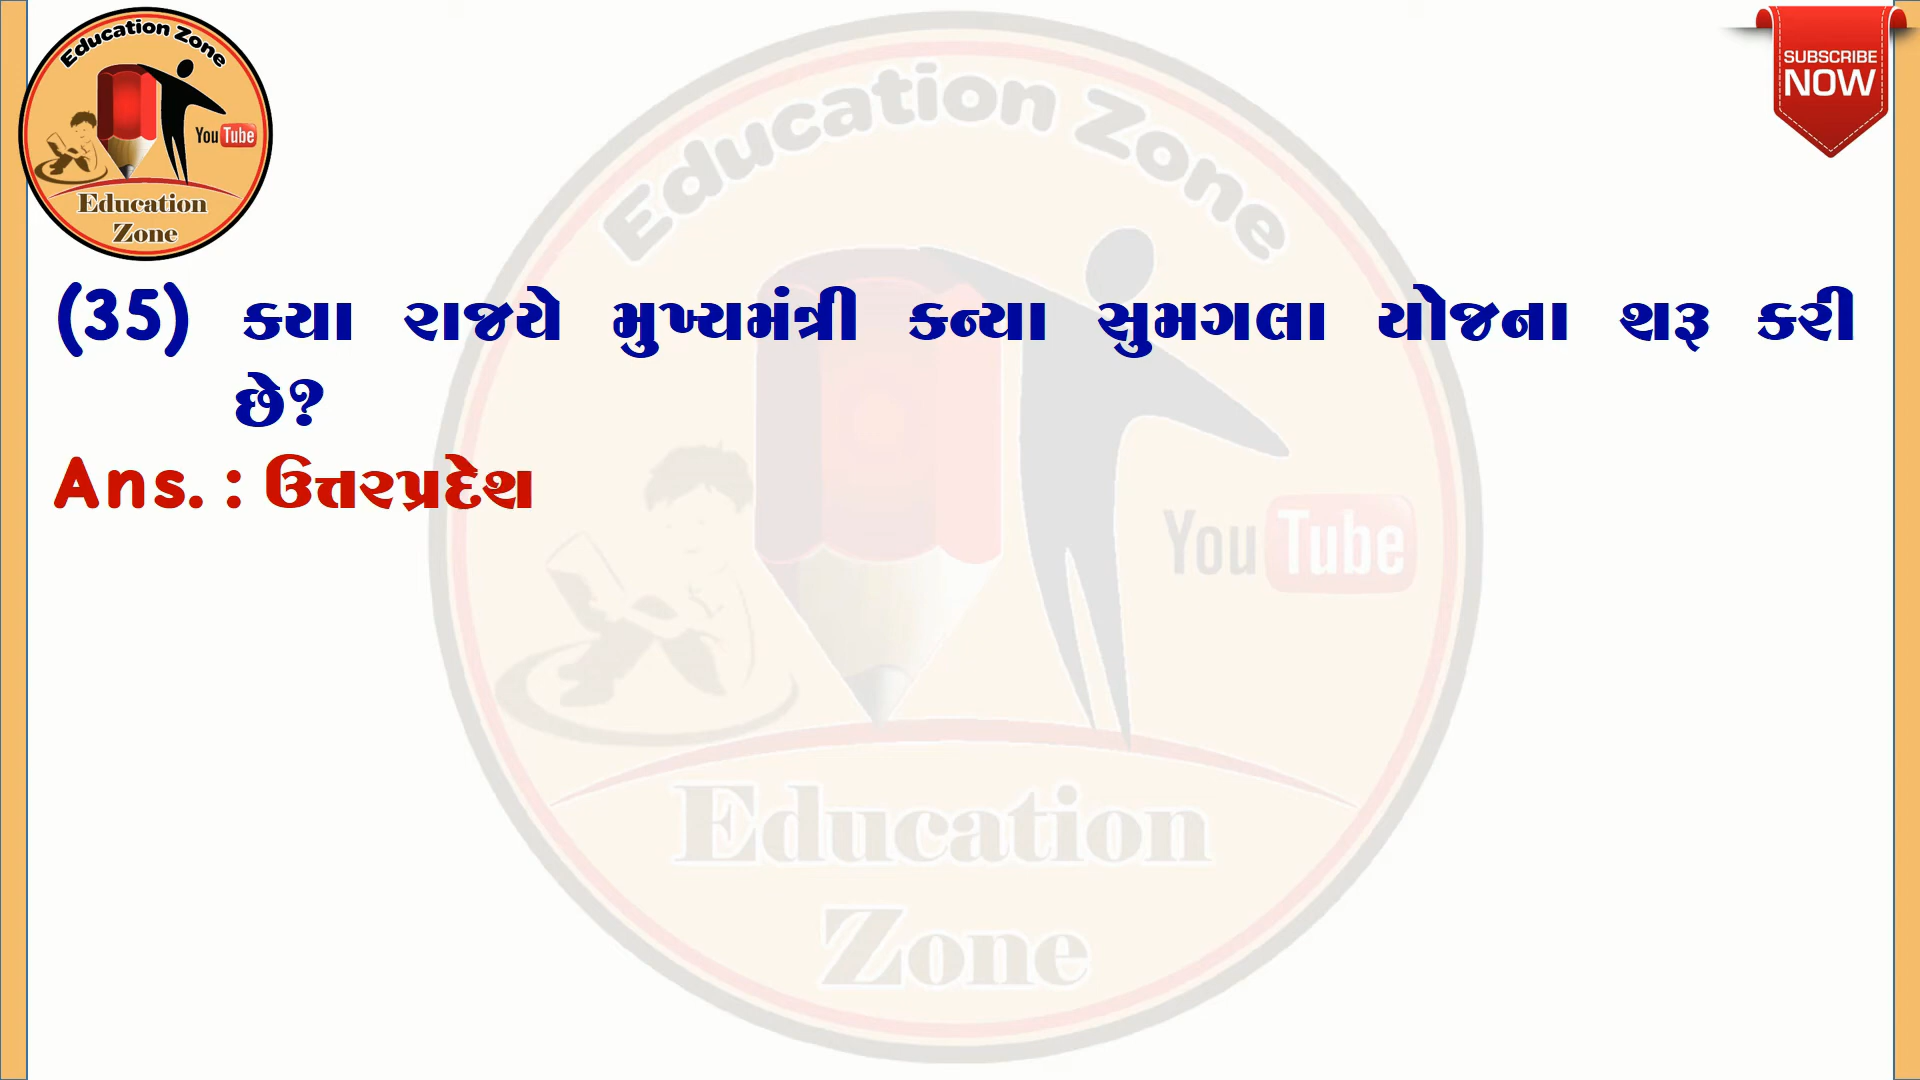 Education Zone
You Tube
Education
Zone
SUBSCRIBE
NOW
(35) કયા રાજયે મુખ્યમંત્રી કન્યા સુમગલા યોજના શરૂ કરી
છે?
Ans. : ઉત્તરપ્રદેશ
Education Zone
You Tube
Education
Zone